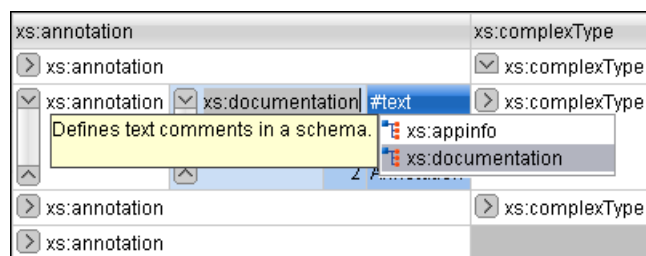 xs:annotation xs:complexType
xs:annotation xs:complexType
xs:annotation xs:documentation #text xs:complexType
Defines text comments in a schema. xs:appinfo
xs:documentation
2
xs:annotation xs:complexType
xs:annotation